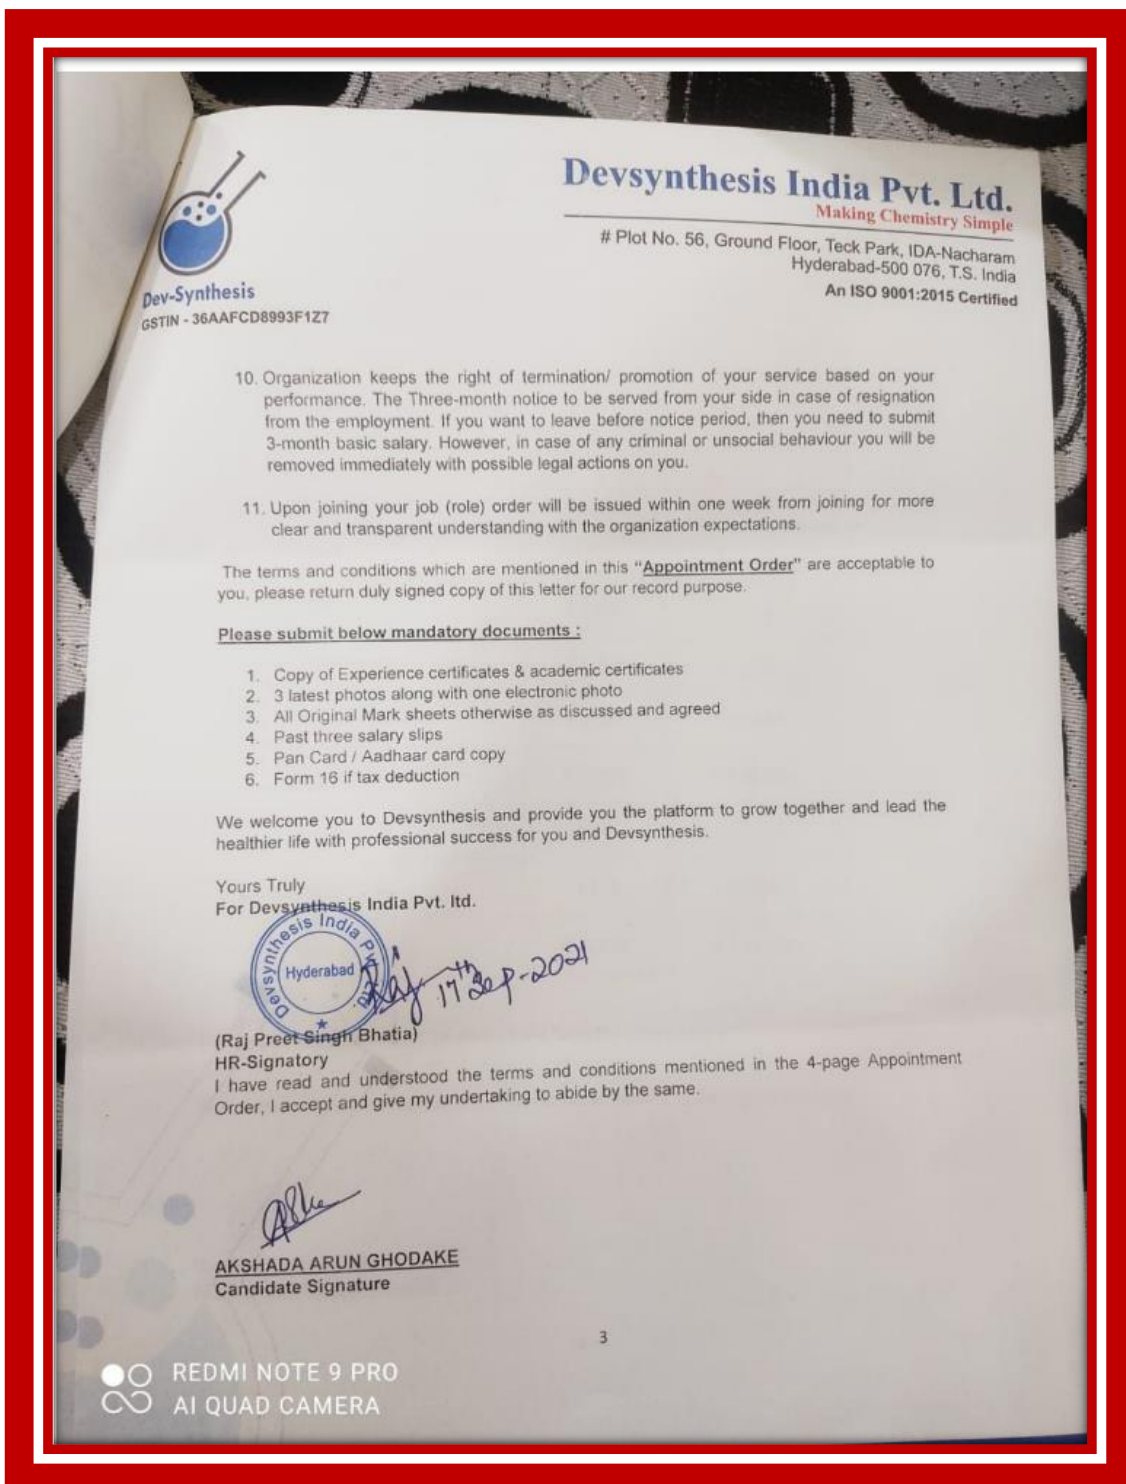 Devsynthesis India Pvt. Ltd.
Making Chemistry Simple
# Plot No. 56, Ground Floor, Teck Park, IDA-Nacharam
Hyderabad-500 076, T.S. India
An ISO 9001:2015 Certified
Dev-Synthesis
GSTIN - 36AAFCD8993F1Z7
10. Organization keeps the right of termination/ promotion of your service based on your
performance. The Three-month notice to be served from your side in case of resignation
from the employment. If you want to leave before notice period, then you need to submit
3-month basic salary. However, in case of any criminal or unsocial behaviour you will be
removed immediately with possible legal actions on you.
11. Upon joining your job (role) order will be issued within one week from joining for more
clear and transparent understanding with the organization expectations.
The terms and conditions which are mentioned in this “Appointment Order” are acceptable to
you, please return duly signed copy of this letter for our record purpose.
Please submit below mandatory documents :
1. Copy of Experience certificates & academic certificates
2. 3 latest photos along with one electronic photo
3. All Original Mark sheets otherwise as discussed and agreed
4. Past three salary slips
5. Pan Card / Aadhaar card copy
6. Form 16 if tax deduction
We welcome you to Devsynthesis and provide you the platform to grow together and lead the
healthier life with professional success for you and Devsynthesis.
Yours Truly
For Devsynthesis India Pvt. ltd.
Devsynthesis India Pvt. Ltd.
Hyderabad
Raj 17th Sep-2021
(Raj Preet Singh Bhatia)
HR-Signatory
I have read and understood the terms and conditions mentioned in the 4-page Appointment
Order, I accept and give my undertaking to abide by the same.
AKSHADA ARUN GHODAKE
Candidate Signature
3
REDMI NOTE 9 PRO
AI QUAD CAMERA